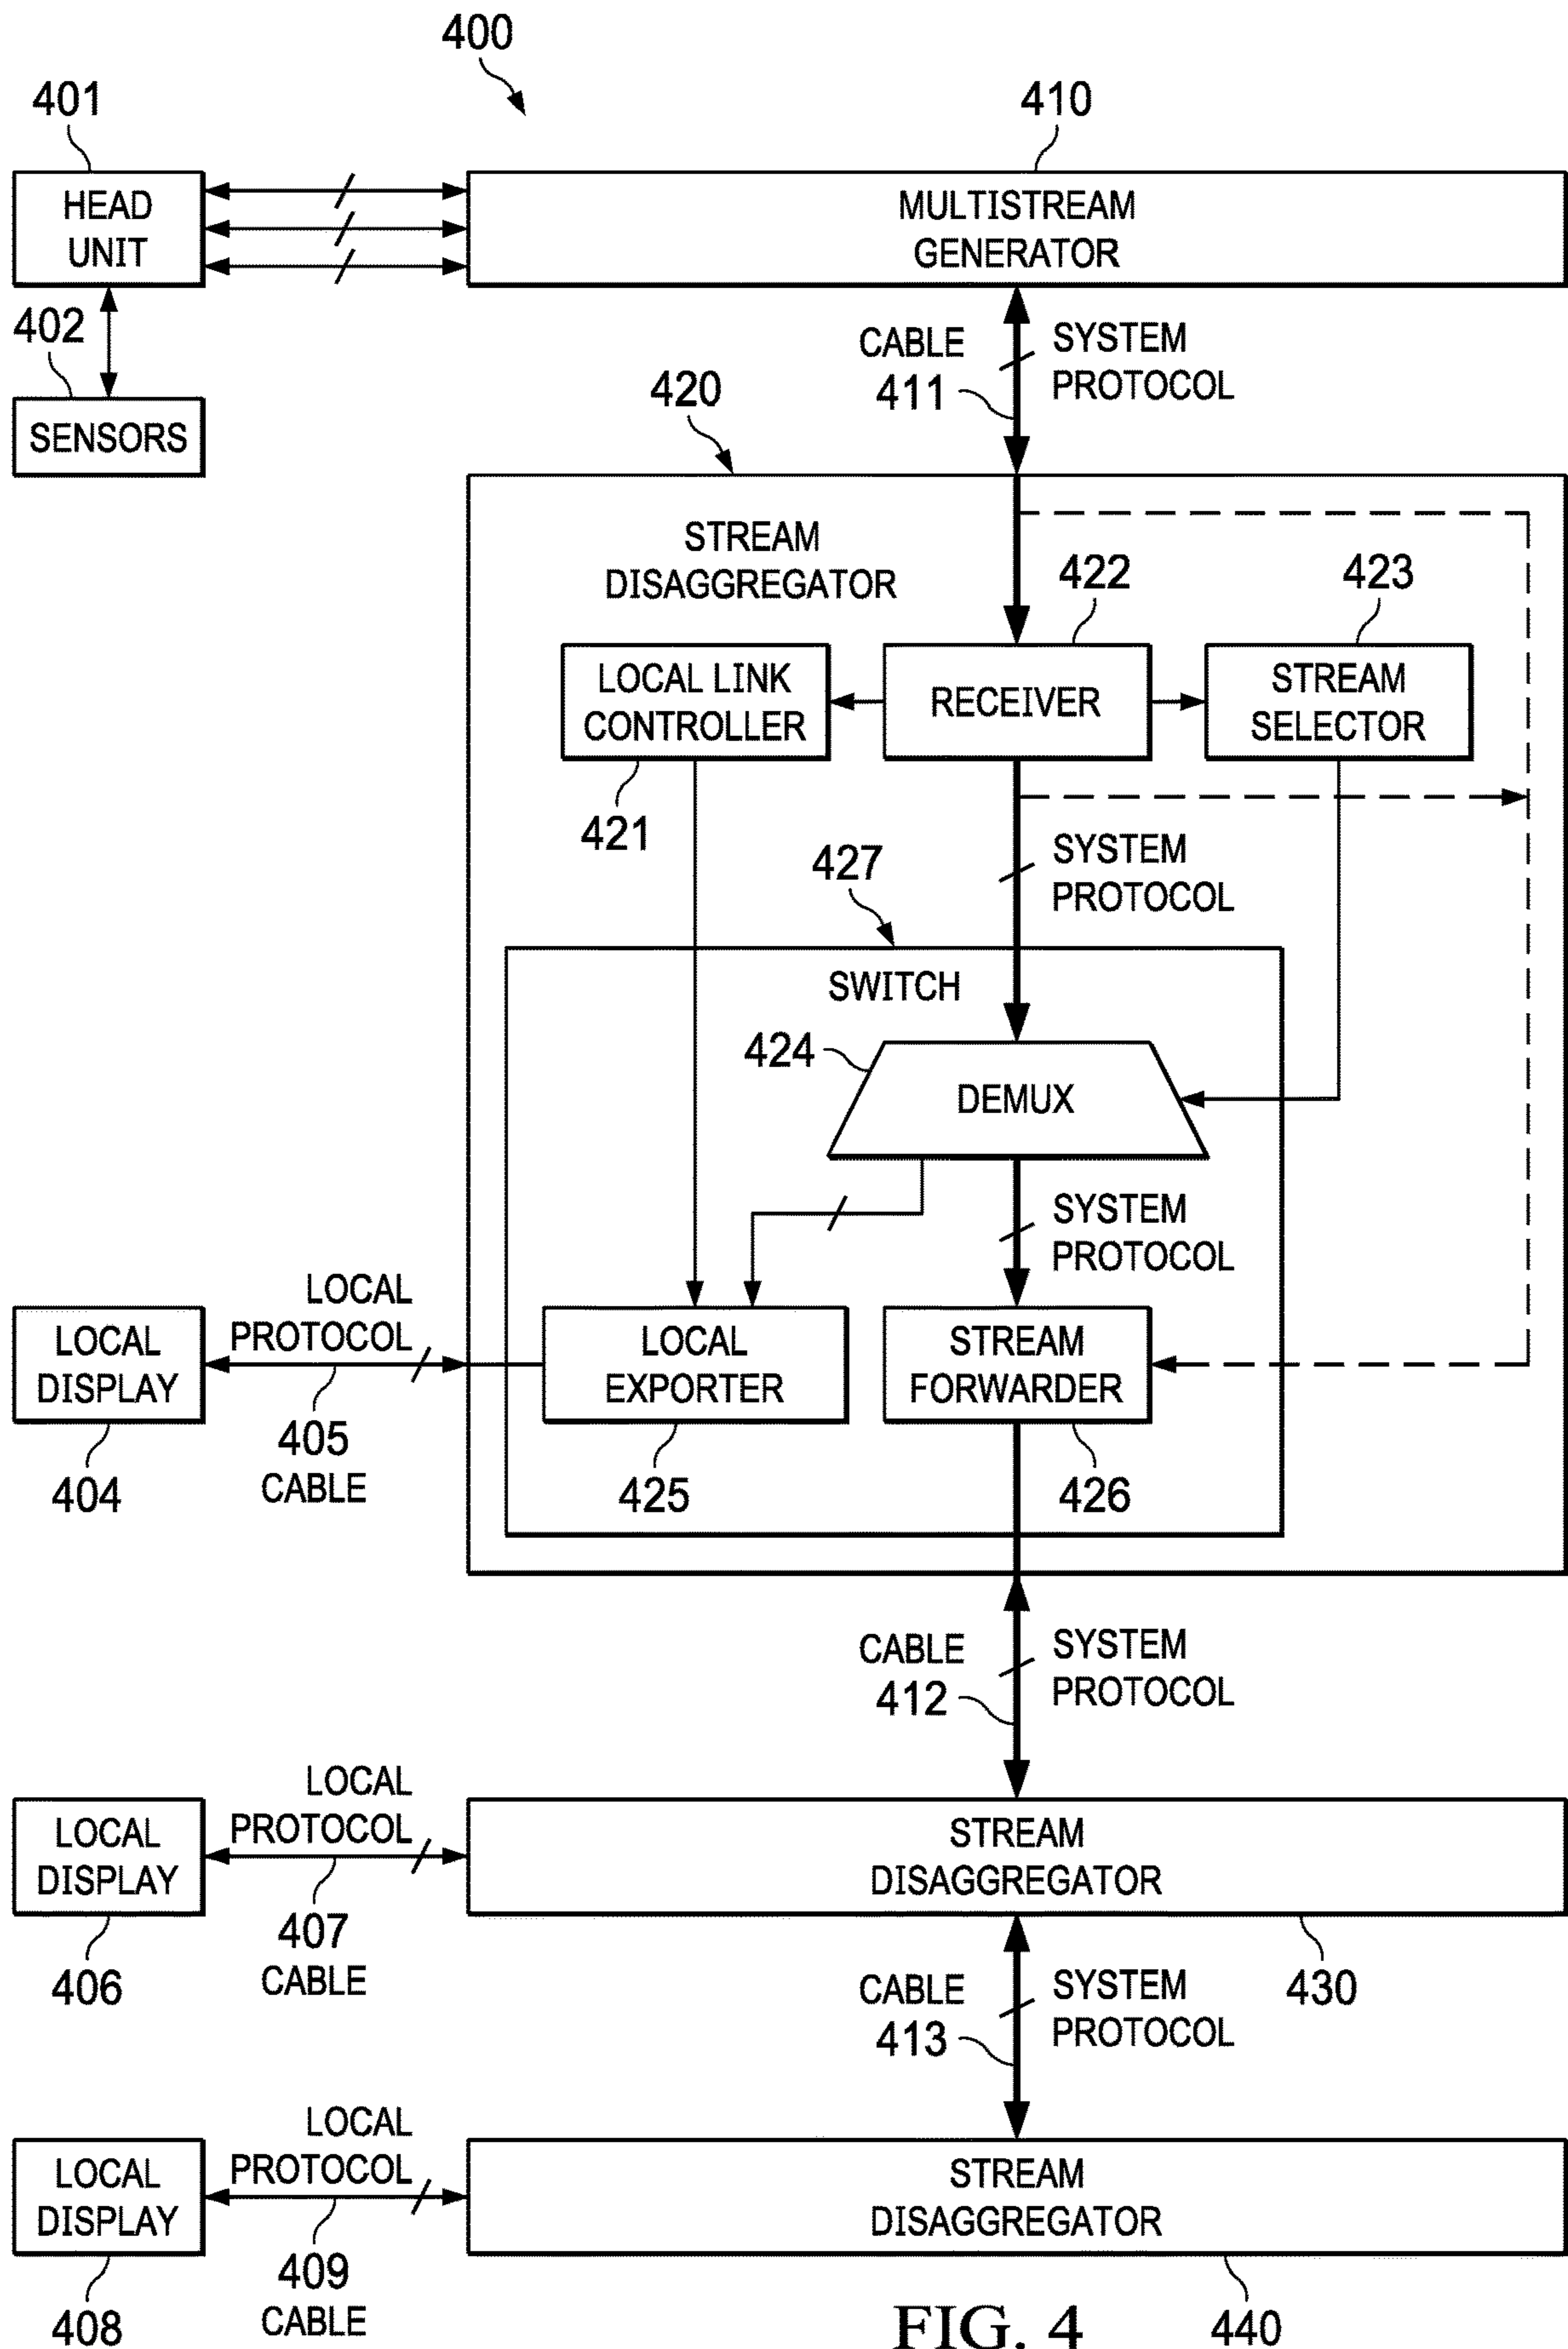 400
401
410
HEAD
UNIT
MULTISTREAM
GENERATOR
402
SENSORS
CABLE
411
SYSTEM
PROTOCOL
420
STREAM
DISAGGREGATOR
422
423
LOCAL LINK
CONTROLLER
RECEIVER
STREAM
SELECTOR
421
427
SYSTEM
PROTOCOL
SWITCH
424
DEMUX
SYSTEM
PROTOCOL
LOCAL
DISPLAY
LOCAL
PROTOCOL
LOCAL
EXPORTER
STREAM
FORWARDER
404
405
CABLE
425
426
CABLE
412
SYSTEM
PROTOCOL
LOCAL
DISPLAY
LOCAL
PROTOCOL
STREAM
DISAGGREGATOR
406
407
CABLE
430
CABLE
413
SYSTEM
PROTOCOL
LOCAL
DISPLAY
LOCAL
PROTOCOL
STREAM
DISAGGREGATOR
408
409
CABLE
440
FIG. 4